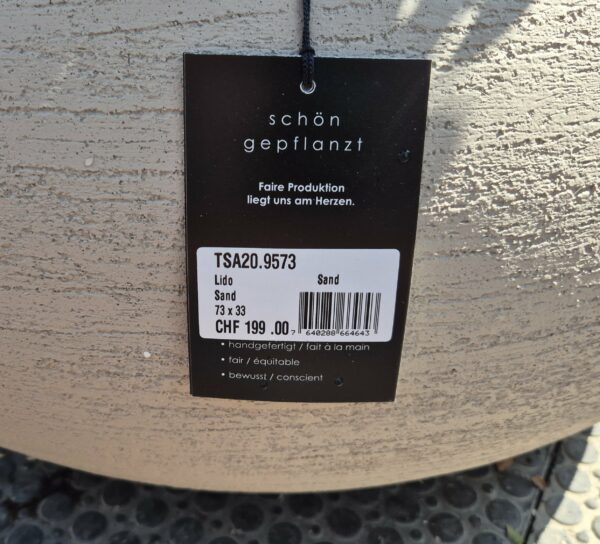 schön
gepflanzt
Faire Produktion
liegt uns am Herzen.
TSA20.9573
Lido Sand
Sand
73 x 33
CHF 199 .00
7 640288 664643
• handgefertigt / fait à la main
• fair / équitable
• bewusst / conscient